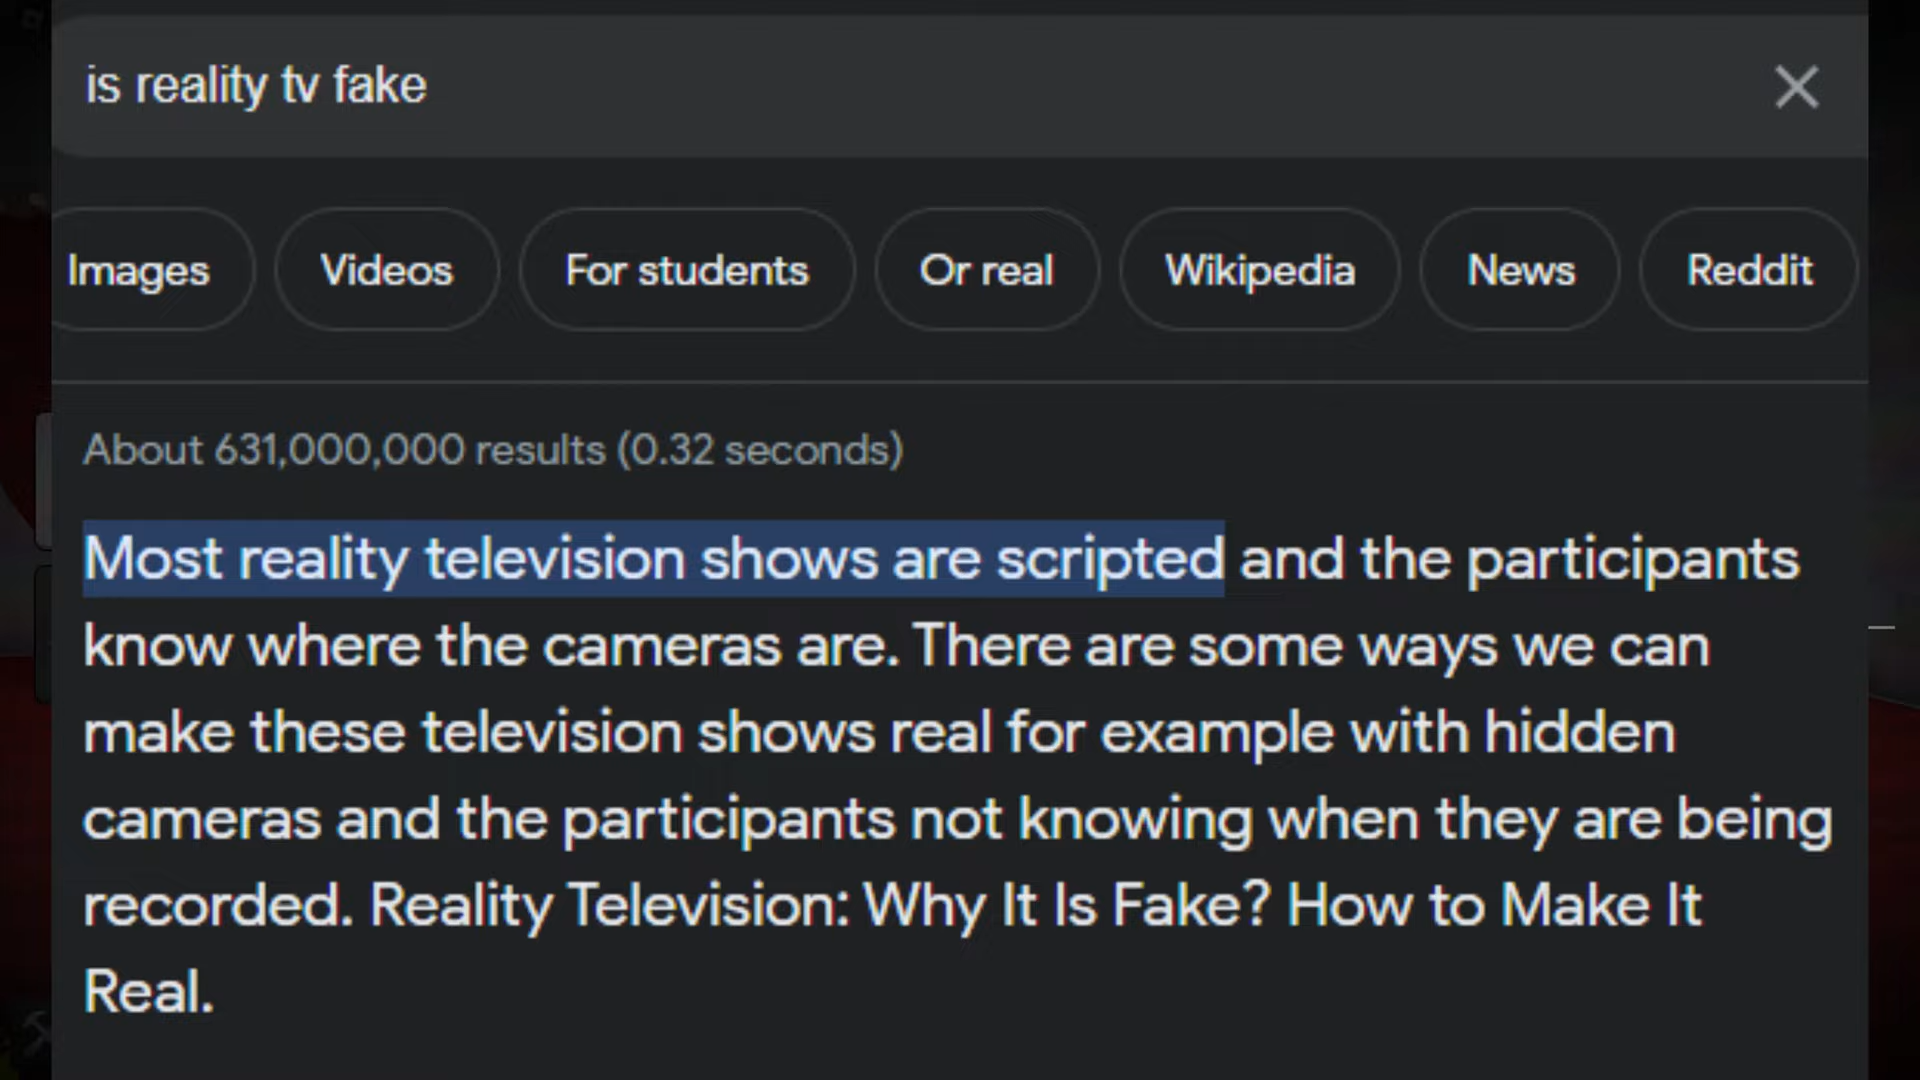 is reality tv fake
Images Videos For students Or real Wikipedia News Reddit
About 631,000,000 results (0.32 seconds)
Most reality television shows are scripted and the participants
know where the cameras are. There are some ways we can
make these television shows real for example with hidden
cameras and the participants not knowing when they are being
recorded. Reality Television: Why It Is Fake? How to Make It
Real.